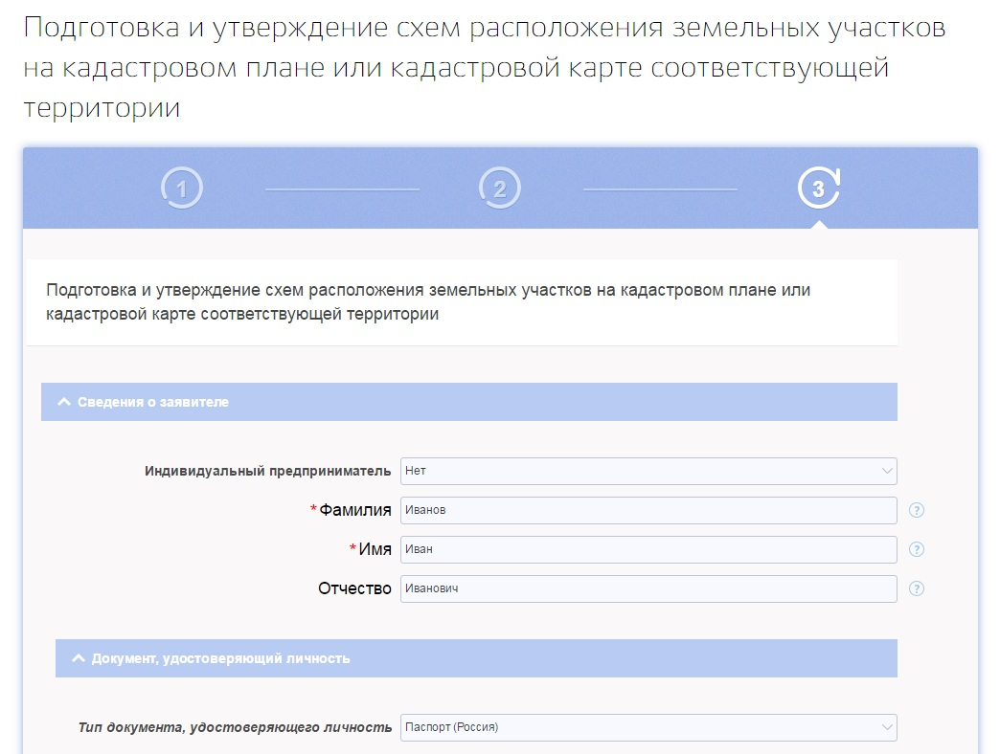 Подготовка и утверждение схем расположения земельных участков
на кадастровом плане или кадастровой карте соответствующей
территории
1
2
3
Подготовка и утверждение схем расположения земельных участков на кадастровом плане или
кадастровой карте соответствующей территории
Сведения о заявителе
Индивидуальный предприниматель Нет
*Фамилия Иванов ?
*Имя Иван ?
Отчество Иванович ?
Документ, удостоверяющий личность
Тип документа, удостоверяющего личность Паспорт (Россия)